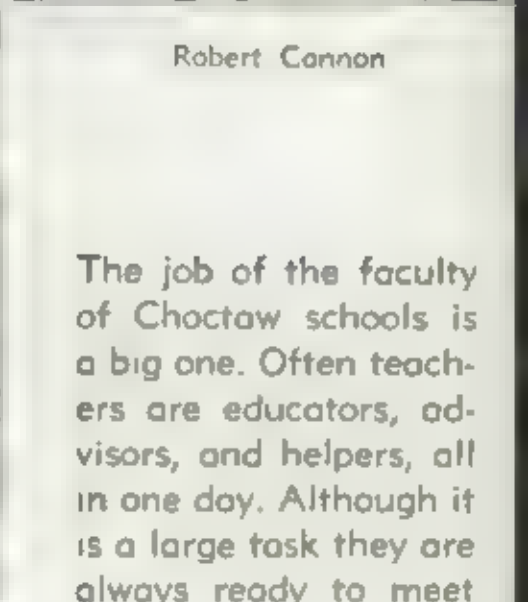 Robert Cannon
The job of the faculty
of Choctaw schools is
a big one. Often teach-
ers are educators, ad-
visors, and helpers, all
in one day. Although it
is a large task they are
always ready to meet